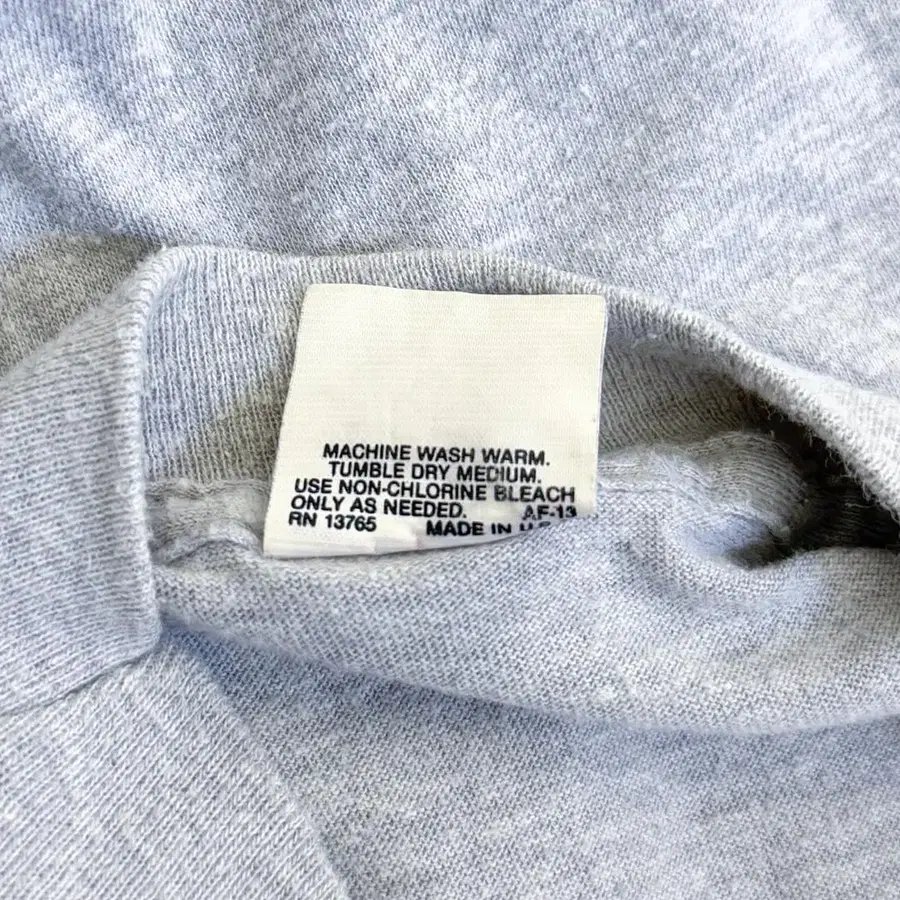 MACHINE WASH WARM.
TUMBLE DRY MEDIUM.
USE NON-CHLORINE BLEACH
ONLY AS NEEDED. AF-13
RN 13765 MADE IN U.S